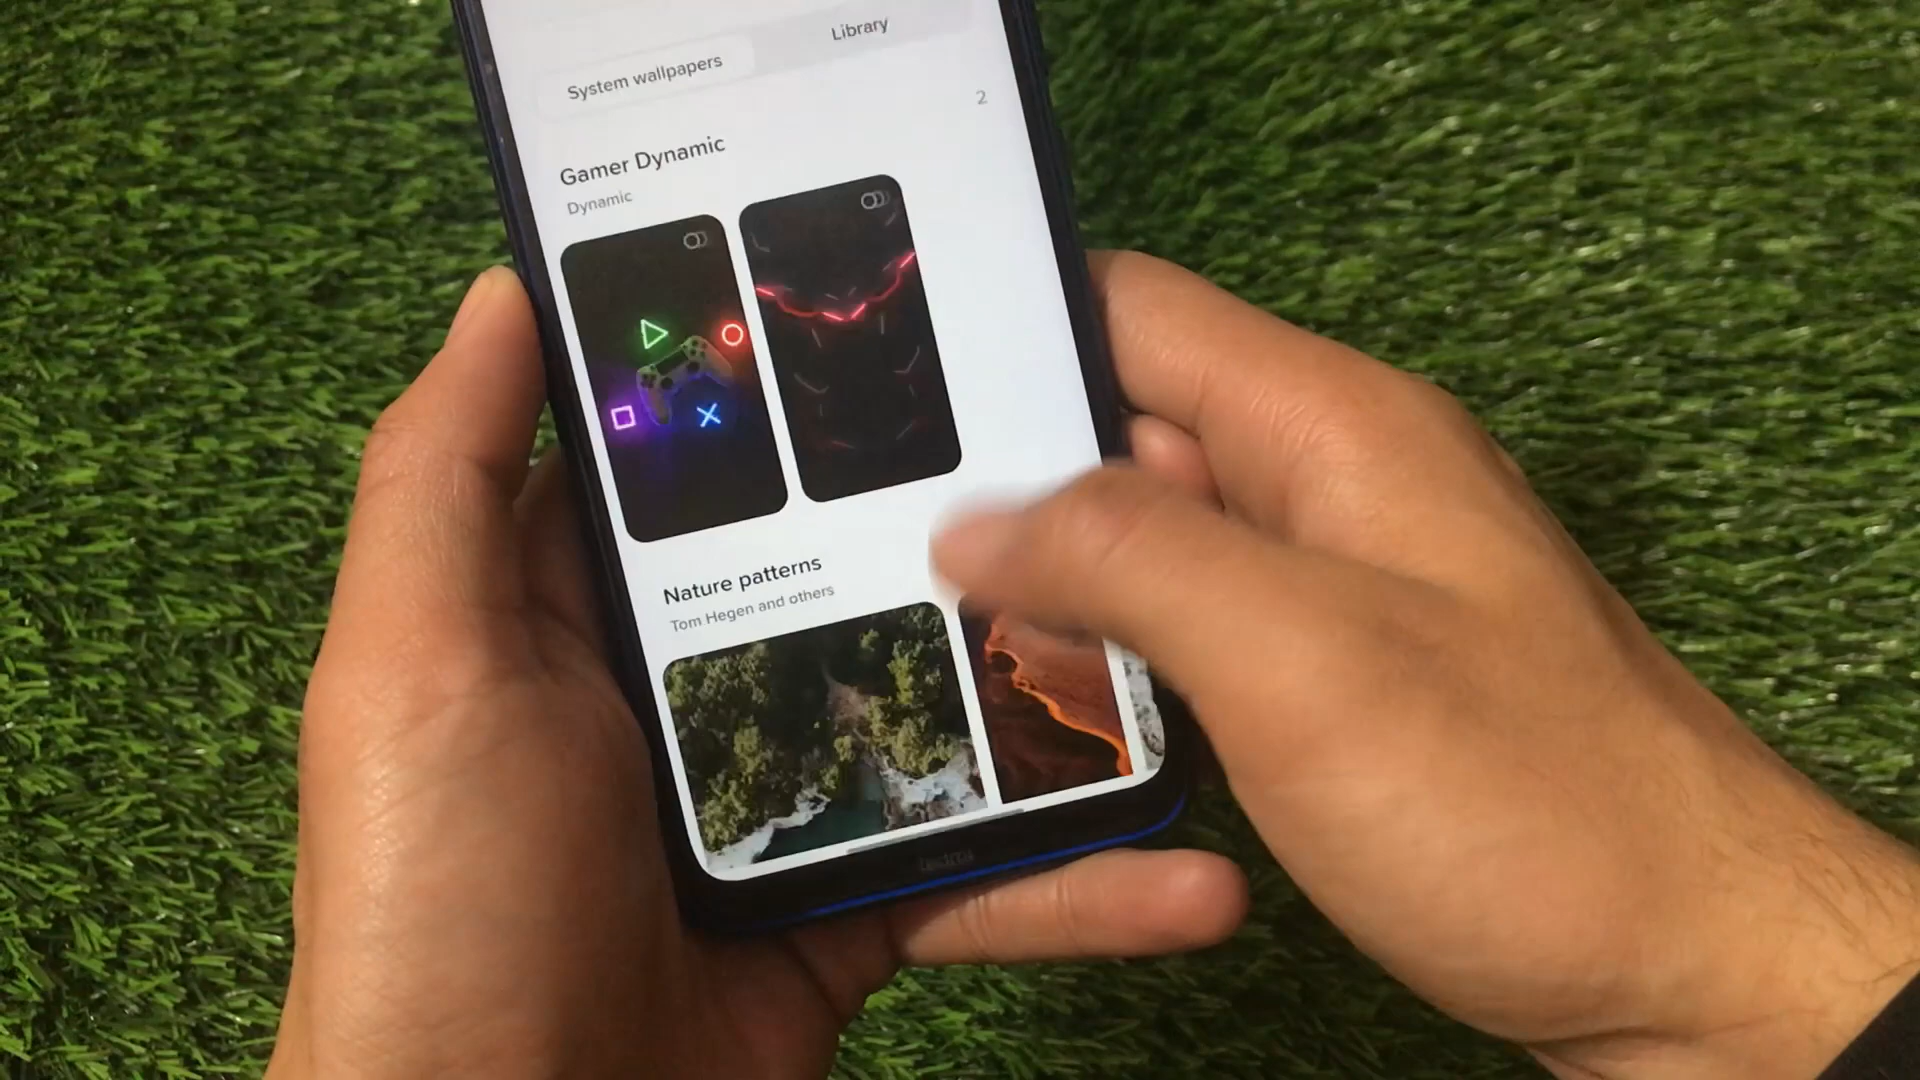 System wallpapers
Library
2
Gamer Dynamic
Dynamic
Nature patterns
Tom Hegen and others